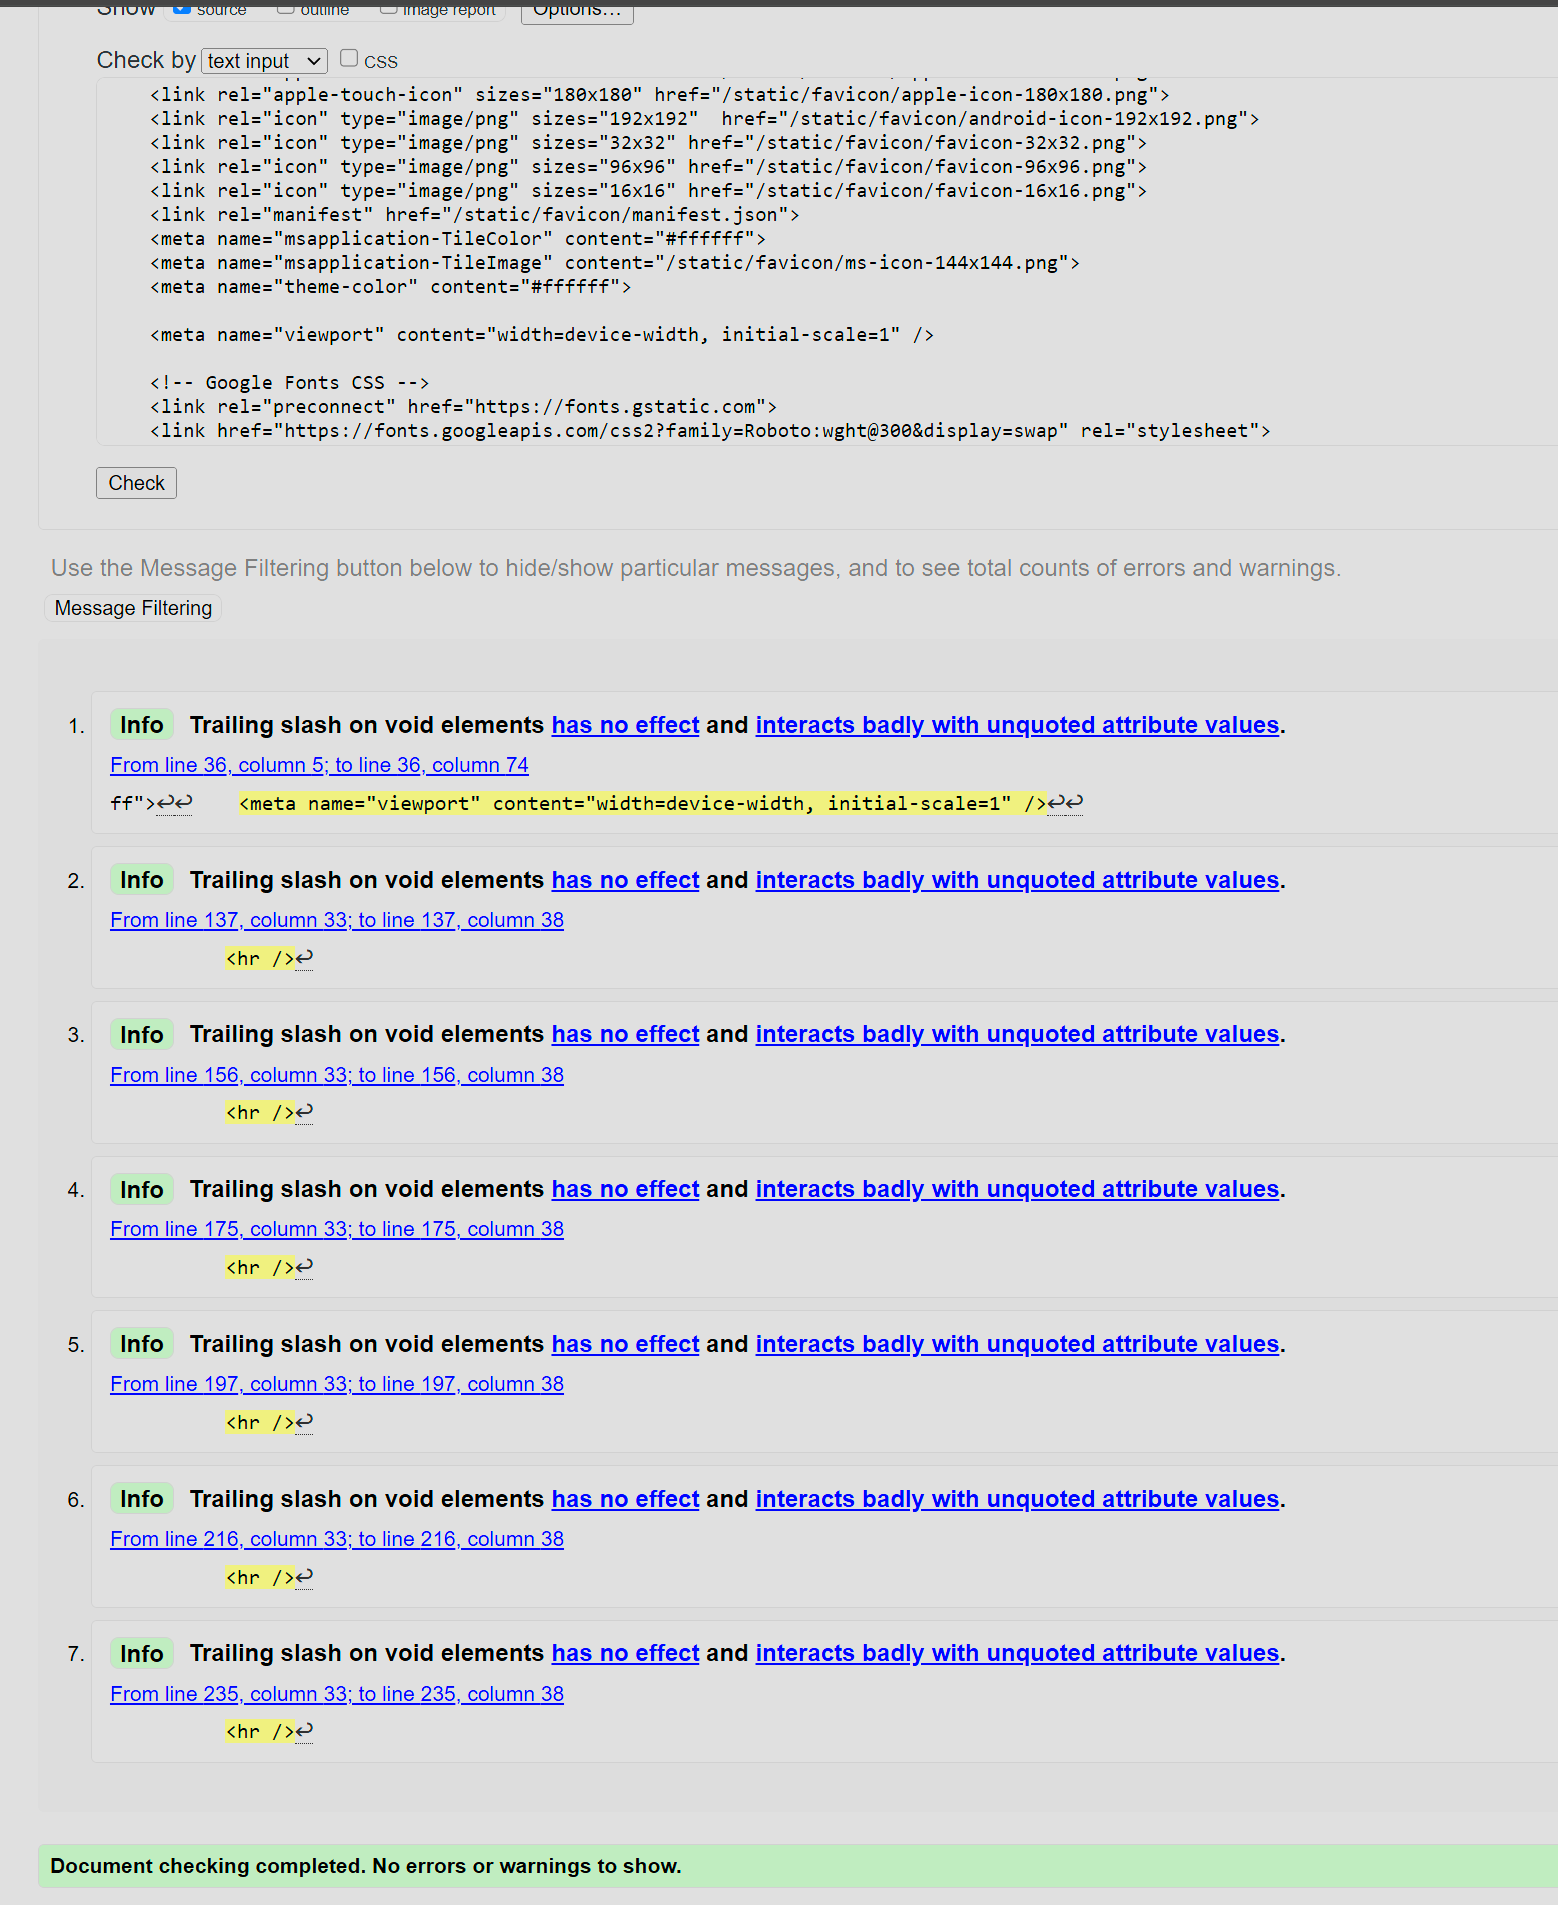 Show source outline image report Options...
Check by text input CSS
<link rel="apple-touch-icon" sizes="180x180" href="/static/favicon/apple-icon-180x180.png">
<link rel="icon" type="image/png" sizes="192x192"  href="/static/favicon/android-icon-192x192.png">
<link rel="icon" type="image/png" sizes="32x32" href="/static/favicon/favicon-32x32.png">
<link rel="icon" type="image/png" sizes="96x96" href="/static/favicon/favicon-96x96.png">
<link rel="icon" type="image/png" sizes="16x16" href="/static/favicon/favicon-16x16.png">
<link rel="manifest" href="/static/favicon/manifest.json">
<meta name="msapplication-TileColor" content="#ffffff">
<meta name="msapplication-TileImage" content="/static/favicon/ms-icon-144x144.png">
<meta name="theme-color" content="#ffffff">
<meta name="viewport" content="width=device-width, initial-scale=1" />
<!-- Google Fonts CSS -->
<link rel="preconnect" href="https://fonts.gstatic.com">
<link href="https://fonts.googleapis.com/css2?family=Roboto:wght@300&display=swap" rel="stylesheet">
Check
Use the Message Filtering button below to hide/show particular messages, and to see total counts of errors and warnings.
Message Filtering
1. Info Trailing slash on void elements has no effect and interacts badly with unquoted attribute values.
From line 36, column 5; to line 36, column 74
ff">↩↩    <meta name="viewport" content="width=device-width, initial-scale=1" />↩↩
2. Info Trailing slash on void elements has no effect and interacts badly with unquoted attribute values.
From line 137, column 33; to line 137, column 38
<hr />↩
3. Info Trailing slash on void elements has no effect and interacts badly with unquoted attribute values.
From line 156, column 33; to line 156, column 38
<hr />↩
4. Info Trailing slash on void elements has no effect and interacts badly with unquoted attribute values.
From line 175, column 33; to line 175, column 38
<hr />↩
5. Info Trailing slash on void elements has no effect and interacts badly with unquoted attribute values.
From line 197, column 33; to line 197, column 38
<hr />↩
6. Info Trailing slash on void elements has no effect and interacts badly with unquoted attribute values.
From line 216, column 33; to line 216, column 38
<hr />↩
7. Info Trailing slash on void elements has no effect and interacts badly with unquoted attribute values.
From line 235, column 33; to line 235, column 38
<hr />↩
Document checking completed. No errors or warnings to show.